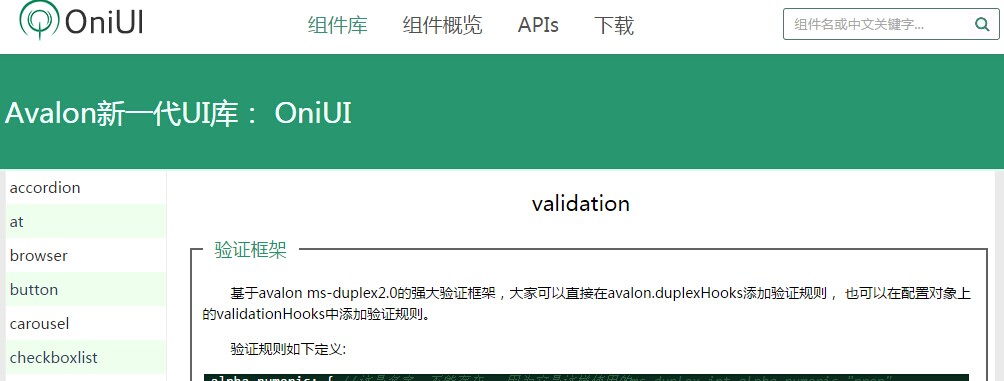 OniUI
组件库 组件概览 APIs 下载
组件名或中文关键字...
Avalon新一代UI库： OniUI
accordion
at
browser
button
carousel
checkboxlist
validation
验证框架
基于avalon ms-duplex2.0的强大验证框架，大家可以直接在avalon.duplexHooks添加验证规则， 也可以在配置对象上
的validationHooks中添加验证规则。
验证规则如下定义:
alpha_numeric: {